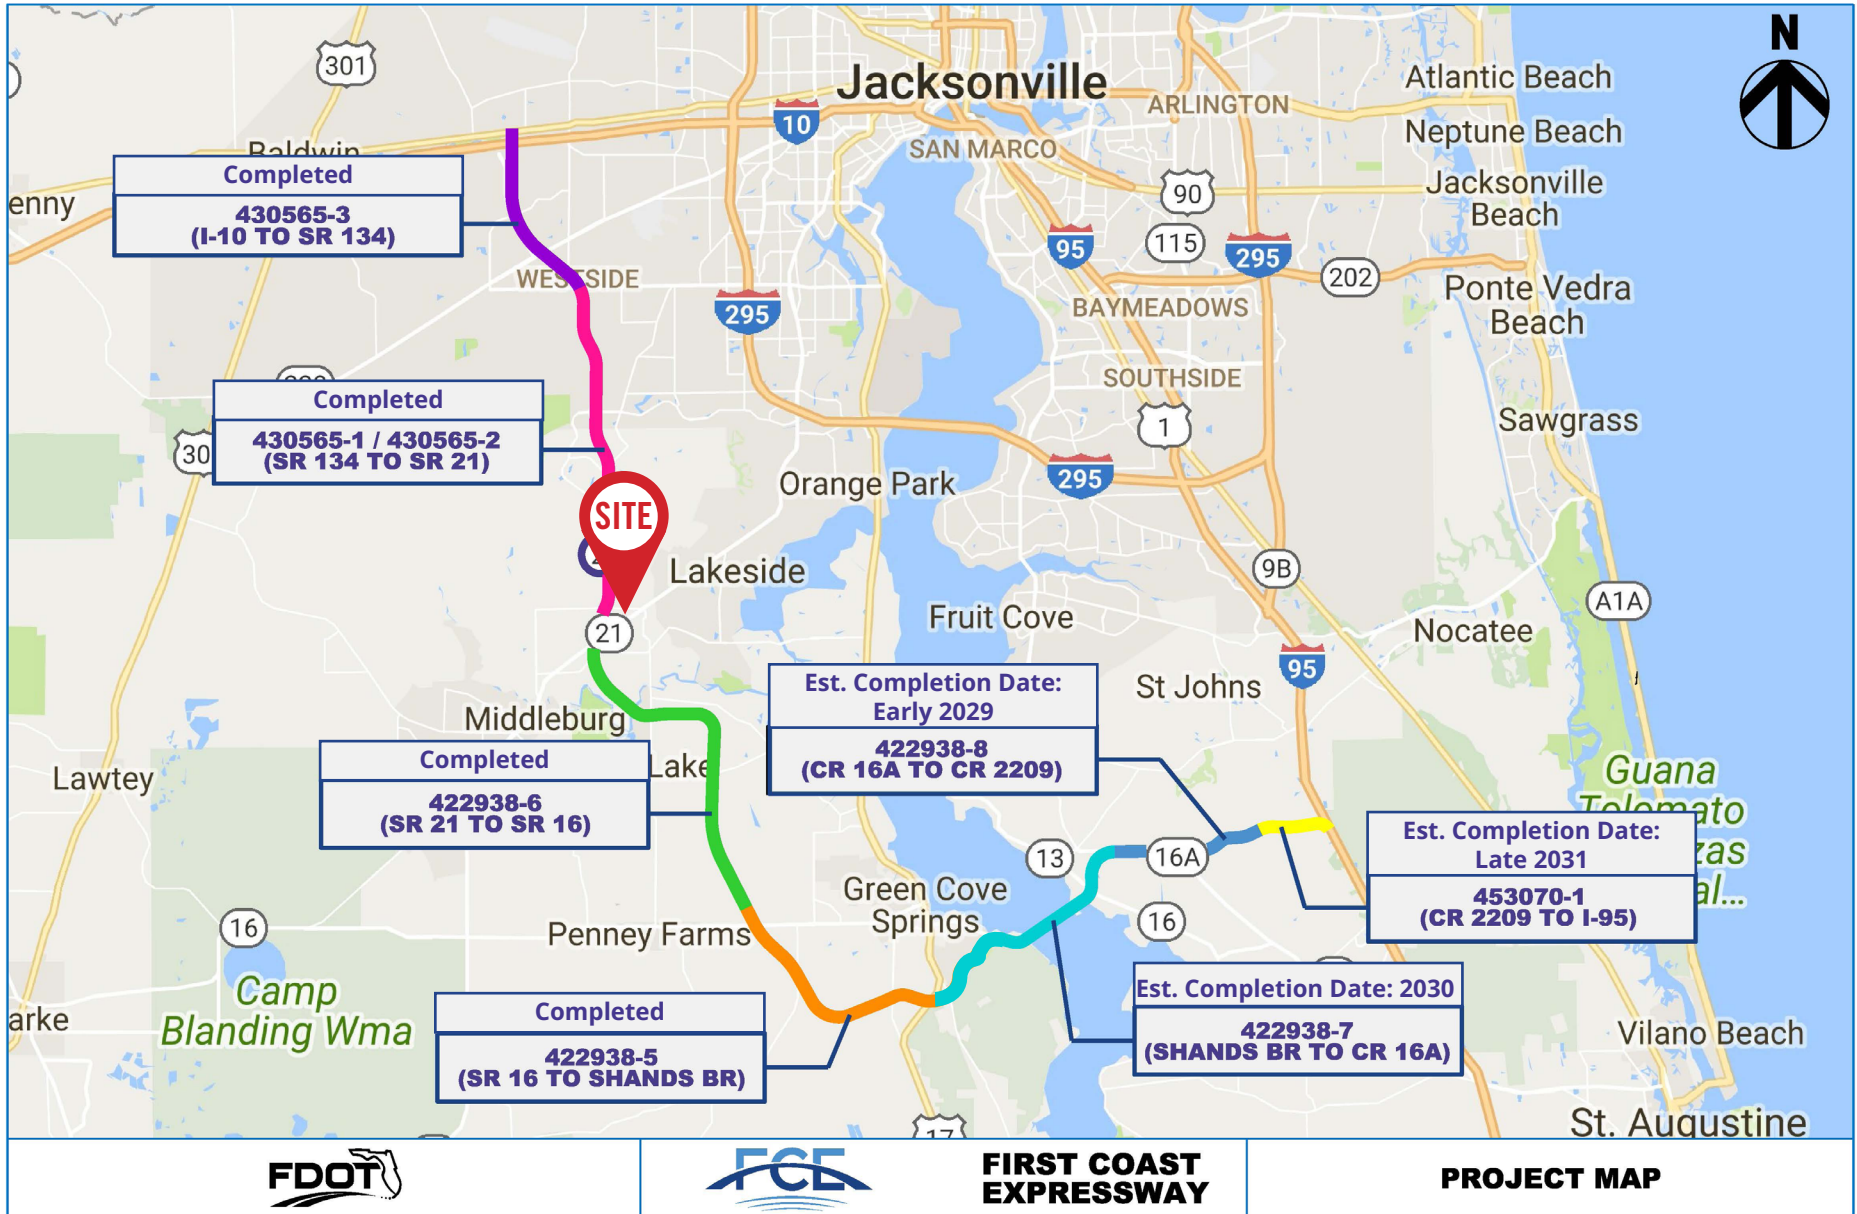 N
301
Jacksonville
Atlantic Beach
ARLINGTON
10
Neptune Beach
SAN MARCO
Baldwin
Completed
430565-3
(I-10 TO SR 134)
enny
90
Jacksonville
Beach
95
115
295
202
WESTSIDE
295
BAYMEADOWS
Ponte Vedra
Beach
SOUTHSIDE
Completed
430565-1 / 430565-2
(SR 134 TO SR 21)
30
1
Sawgrass
295
Orange Park
SITE
Lakeside
9B
A1A
Fruit Cove
21
Nocatee
95
St Johns
Est. Completion Date:
Early 2029
422938-8
(CR 16A TO CR 2209)
Middleburg
Lake
Lawtey
Completed
422938-6
(SR 21 TO SR 16)
Guana
Tolomato
zas
al...
Est. Completion Date:
Late 2031
453070-1
(CR 2209 TO I-95)
13
16A
Green Cove
Springs
16
16
Penney Farms
Camp
Blanding Wma
arke
Completed
422938-5
(SR 16 TO SHANDS BR)
Est. Completion Date: 2030
422938-7
(SHANDS BR TO CR 16A)
Vilano Beach
17
St. Augustine
FDOT
FCE
FIRST COAST
EXPRESSWAY
PROJECT MAP